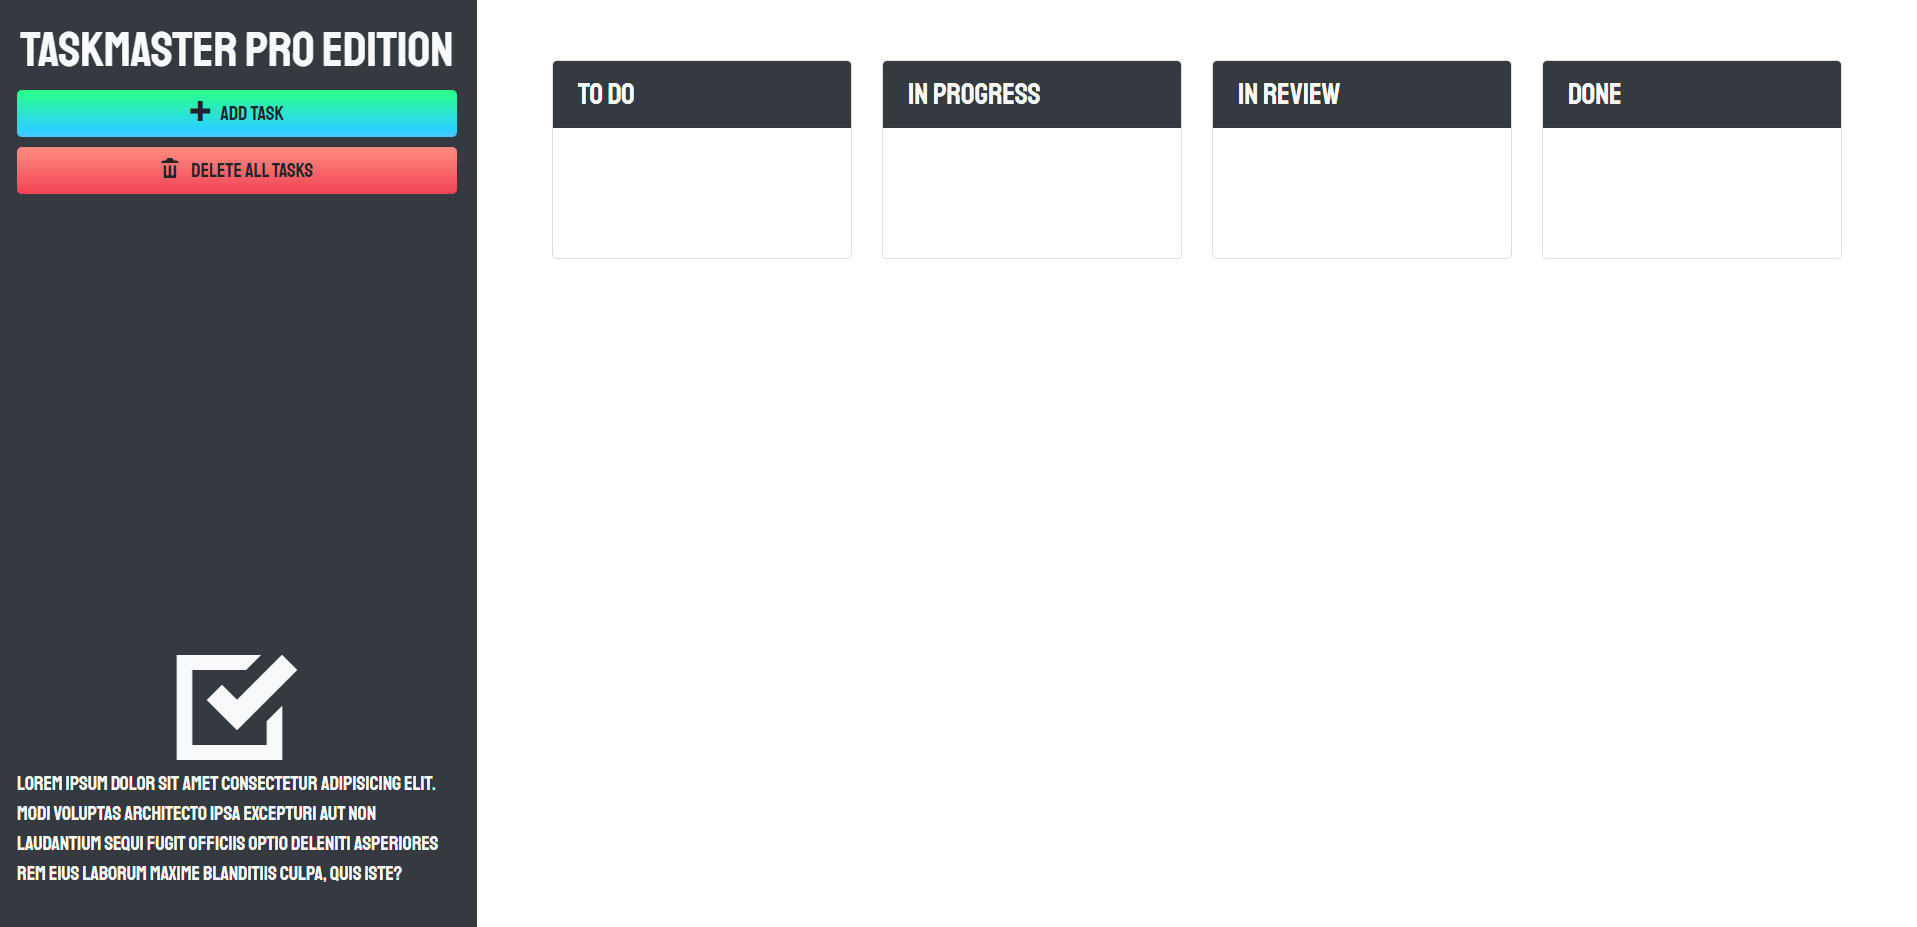 TASKMASTER PRO EDITION
ADD TASK
DELETE ALL TASKS
LOREM IPSUM DOLOR SIT AMET CONSECTETUR ADIPISICING ELIT.
MODI VOLUPTAS ARCHITECTO IPSA EXCEPTURI AUT NON
LAUDANTIUM SEQUI FUGIT OFFICIIS OPTIO DELENITI ASPERIORES
REM EIUS LABORUM MAXIME BLANDITIIS CULPA, QUIS ISTE?
TO DO
IN PROGRESS
IN REVIEW
DONE